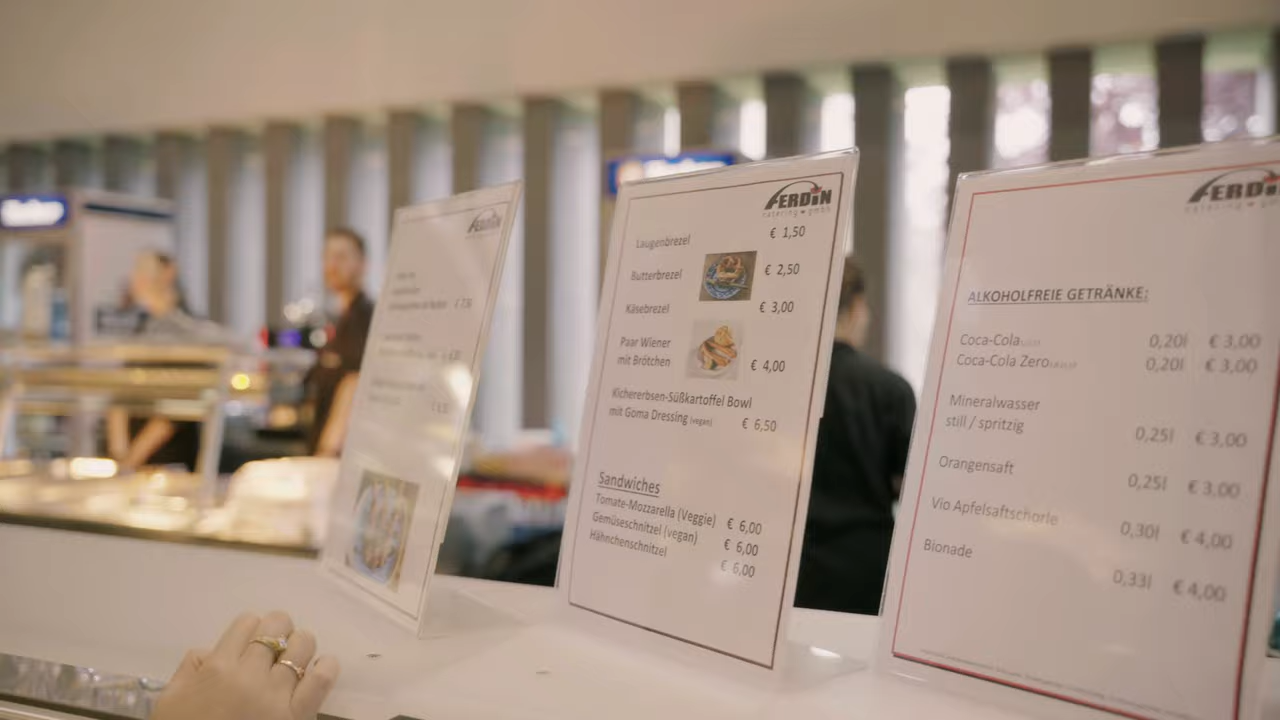 FERDiN
FERDiN
catering gmbh
Laugenbrezel € 1,50
Butterbrezel € 2,50
Käsebrezel € 3,00
Paar Wiener
mit Brötchen € 4,00
Kichererbsen-Süßkartoffel Bowl
mit Goma Dressing (vegan) € 6,50
Sandwiches
Tomate-Mozzarella (Veggie) € 6,00
Gemüseschnitzel (vegan) € 6,00
Hähnchenschnitzel € 6,00
FERDiN
catering gmb
ALKOHOLFREIE GETRÄNKE:
Coca-Cola 0,20l € 3,00
Coca-Cola Zero 0,20l € 3,00
Mineralwasser
still / spritzig 0,25l € 3,00
Orangensaft 0,25l € 3,00
Vio Apfelsaftschorle 0,30l € 4,00
Bionade 0,33l € 4,00